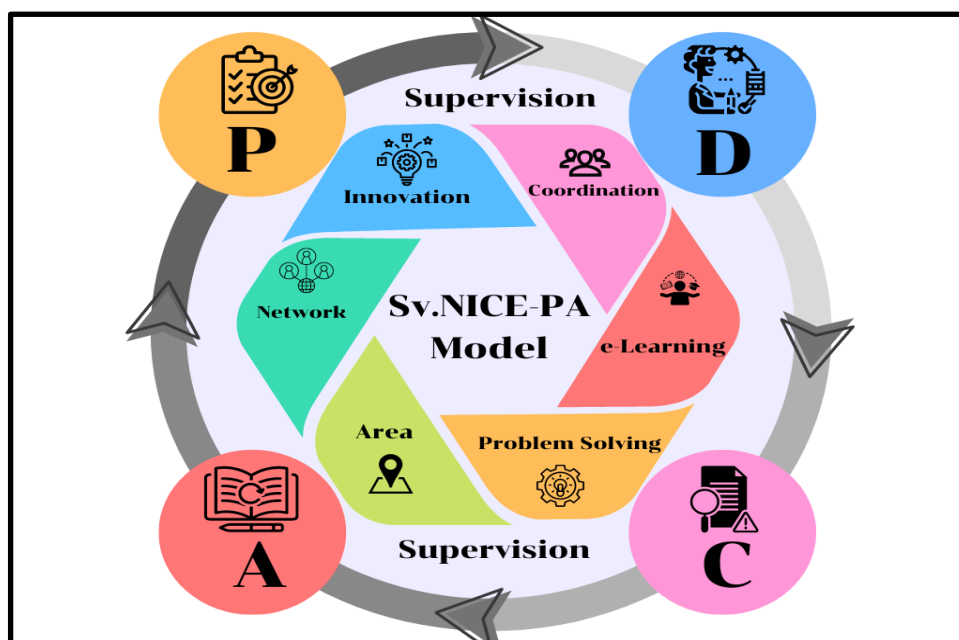 P
Supervision
D
Innovation
Coordination
Network
Sv.NICE-PA
Model
e-Learning
Area
Problem Solving
A
Supervision
C